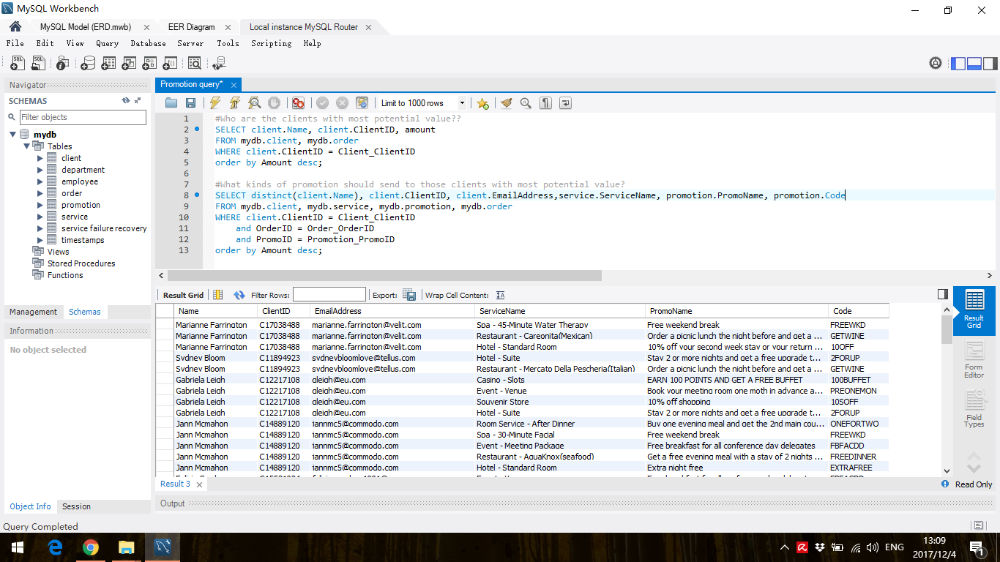 MySQL Workbench
MySQL Model (ERD.mwb)
EER Diagram
Local instance MySQL Router
File Edit View Query Database Server Tools Scripting Help
Navigator
SCHEMAS
Filter objects
mydb
Tables
client
department
employee
order
promotion
service
service failure recovery
timestamps
Views
Stored Procedures
Functions
Management Schemas
Information
No object selected
Object Info Session
Promotion query*
Limit to 1000 rows
1 #Who are the clients with most potential value??
2 SELECT client.Name, client.ClientID, amount
3 FROM mydb.client, mydb.order
4 WHERE client.ClientID = Client_ClientID
5 order by Amount desc;
6
7 #What kinds of promotion should send to those clients with most potential value?
8 SELECT distinct(client.Name), client.ClientID, client.EmailAddress,service.ServiceName, promotion.PromoName, promotion.Code
9 FROM mydb.client, mydb.service, mydb.promotion, mydb.order
10 WHERE client.ClientID = Client_ClientID
11 and OrderID = Order_OrderID
12 and PromoID = Promotion_PromoID
13 order by Amount desc;
Result Grid Filter Rows: Export: Wrap Cell Content:
Name ClientID EmailAddress ServiceName PromoName Code
Marianne Farrington C17038488 marianne.farrington@velit.com Spa - 45-Minute Water Therapy Free weekend break FREEWKD
Marianne Farrington C17038488 marianne.farrington@velit.com Restaurant - Careonita(Mexican) Order a picnic lunch the night before and get a ... GETWINE
Marianne Farrington C17038488 marianne.farrington@velit.com Hotel - Standard Room 10% off your second week stay or your return ... 10OFF
Sydney Bloom C11894923 sydneybloomlove@tellus.com Hotel - Suite Stay 2 or more nights and get a free upgrade t... 2FORUP
Sydney Bloom C11894923 sydneybloomlove@tellus.com Restaurant - Mercato Della Pescheria(Italian) Order a picnic lunch the night before and get a ... GETWINE
Gabriela Leigh C12217108 gleigh@eu.com Casino - Slots EARN 100 POINTS AND GET A FREE BUFFET 100BUFFET
Gabriela Leigh C12217108 gleigh@eu.com Event - Venue Book your meeting room one moth in advance a... PREONEMON
Gabriela Leigh C12217108 gleigh@eu.com Souvenir Store 10% off shopping 10SOFF
Gabriela Leigh C12217108 gleigh@eu.com Hotel - Suite Stay 2 or more nights and get a free upgrade t... 2FORUP
Jann Mcmahon C14889120 jannmc5@commodo.com Room Service - After Dinner Buy one evening meal and get the 2nd main cou... ONEFORTWO
Jann Mcmahon C14889120 jannmc5@commodo.com Spa - 30-Minute Facial Free weekend break FREEWKD
Jann Mcmahon C14889120 jannmc5@commodo.com Event - Meeting Package Free breakfast for all conference day delegates FBFACDD
Jann Mcmahon C14889120 jannmc5@commodo.com Restaurant - AquaKnox(seafood) Get a free evening meal with a stay of 2 nights ... FREEDINNER
Jann Mcmahon C14889120 jannmc5@commodo.com Hotel - Standard Room Extra night free EXTRAFREE
Result Grid
Form Editor
Field Types
Result 3
Read Only
Output
Query Completed
ENG
13:09
2017/12/4
1